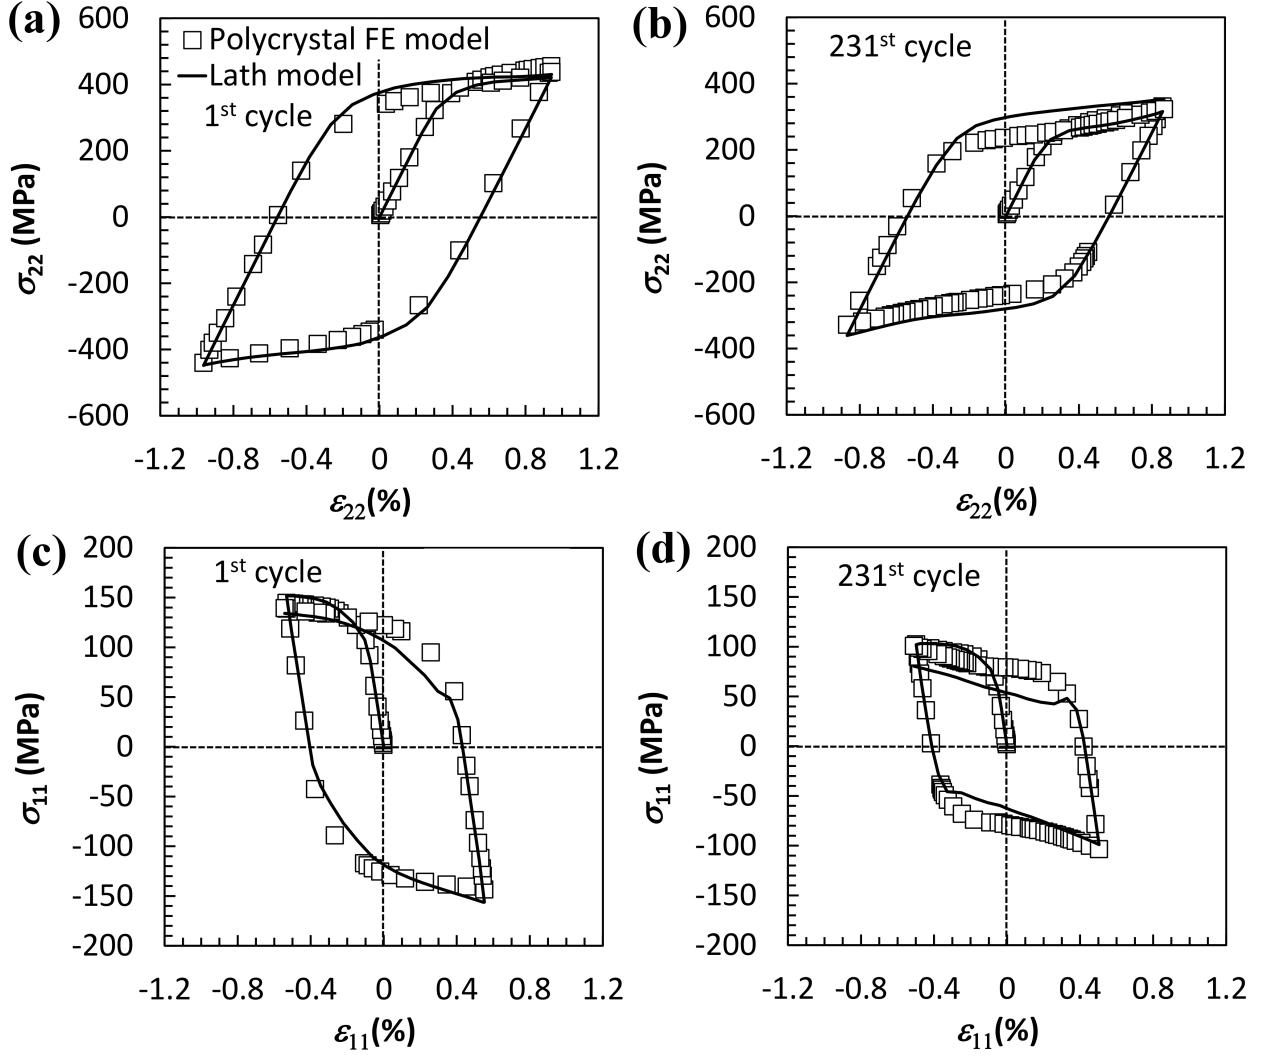 (a)
600
400
200
0
-200
-400
-600
σ22 (MPa)
Polycrystal FE model
Lath model
1st cycle
-1.2 -0.8 -0.4 0 0.4 0.8 1.2
ε22(%)
(b)
600
400
200
0
-200
-400
-600
σ22 (MPa)
231st cycle
-1.2 -0.8 -0.4 0 0.4 0.8 1.2
ε22(%)
(c)
200
150
100
50
0
-50
-100
-150
-200
σ11 (MPa)
1st cycle
-1.2 -0.8 -0.4 0 0.4 0.8 1.2
ε11(%)
(d)
200
150
100
50
0
-50
-100
-150
-200
σ11 (MPa)
231st cycle
-1.2 -0.8 -0.4 0 0.4 0.8 1.2
ε11(%)